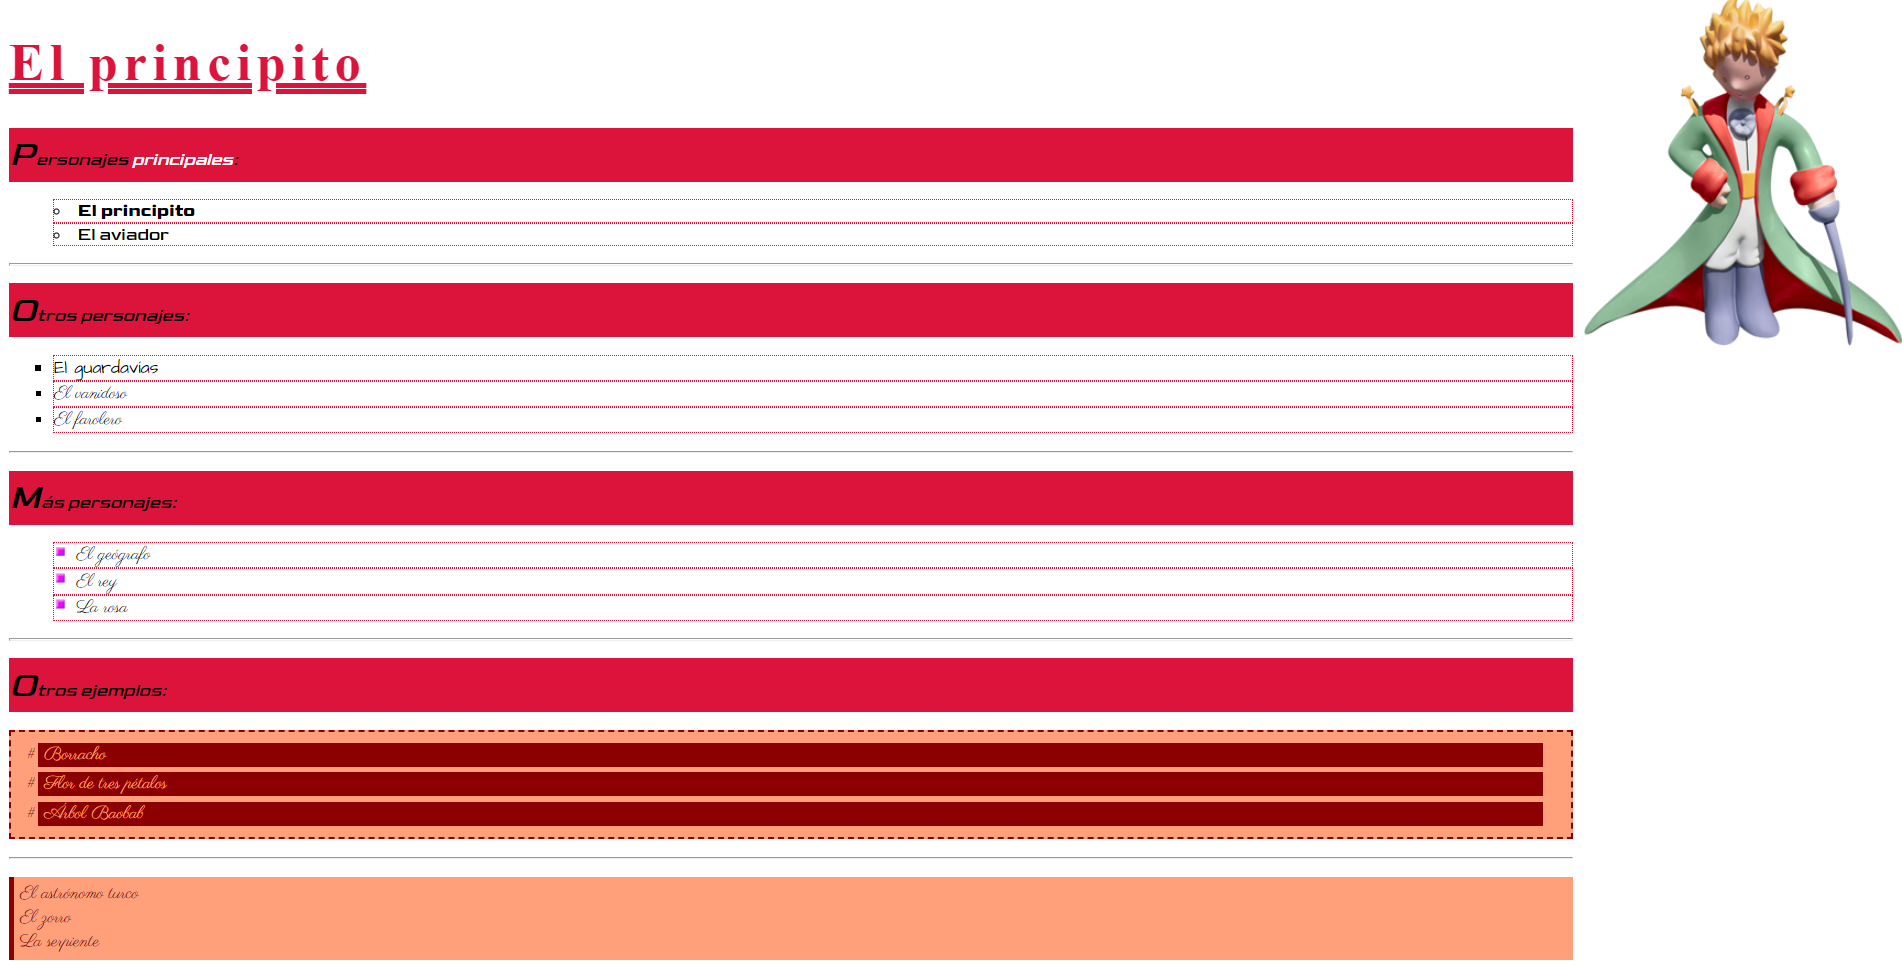 El principito
Personajes principales:
El principito
El aviador
Otros personajes:
El guardavías
El vanidoso
El farolero
Más personajes:
El geógrafo
El rey
La rosa
Otros ejemplos:
# Borracho
# Flor de tres pétalos
# Árbol Baobab
El astrónomo turco
El zorro
La serpiente